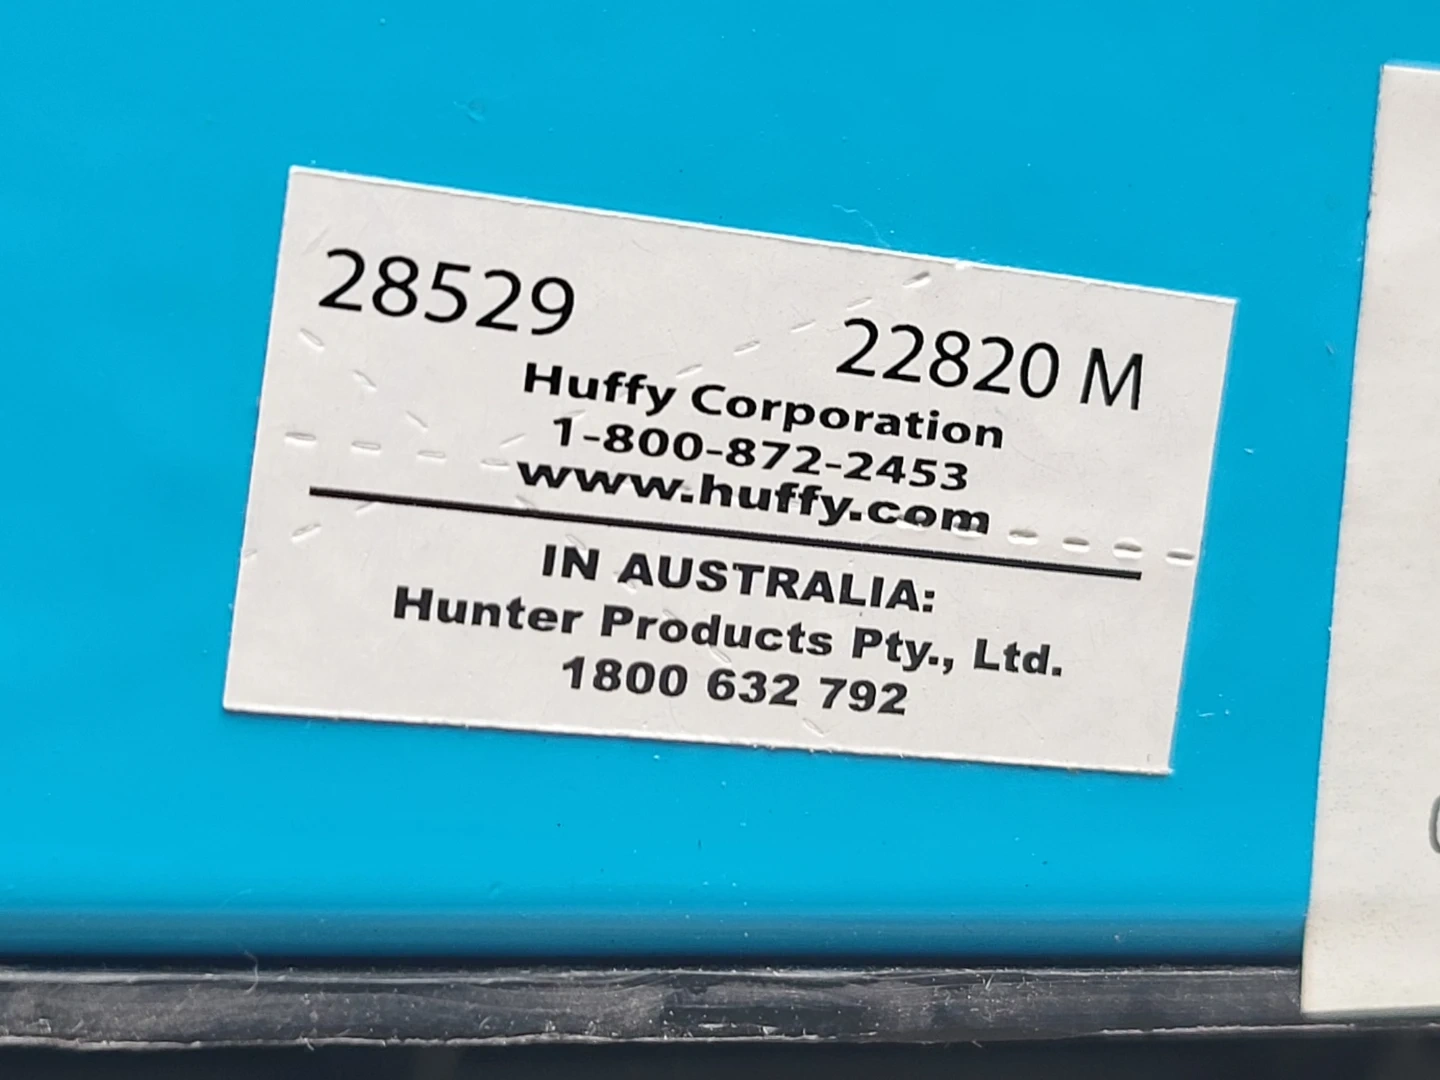 28529
22820 M
Huffy Corporation
1-800-872-2453
www.huffy.com
IN AUSTRALIA:
Hunter Products Pty., Ltd.
1800 632 792